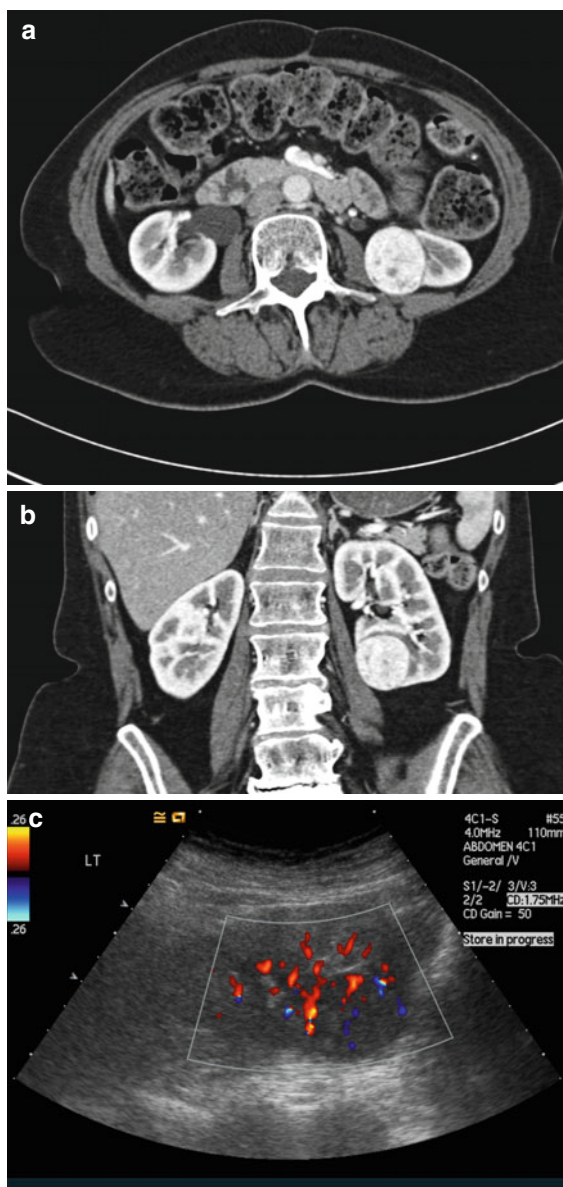 a
b
c
.26
.26
LT
4C1-S #55
4.0MHz 110mm
ABDOMEN 4C1
General /V
S1/-2/ 3/V:3
2/2 CD:1.75MHz
CD Gain = 50
Store in progress